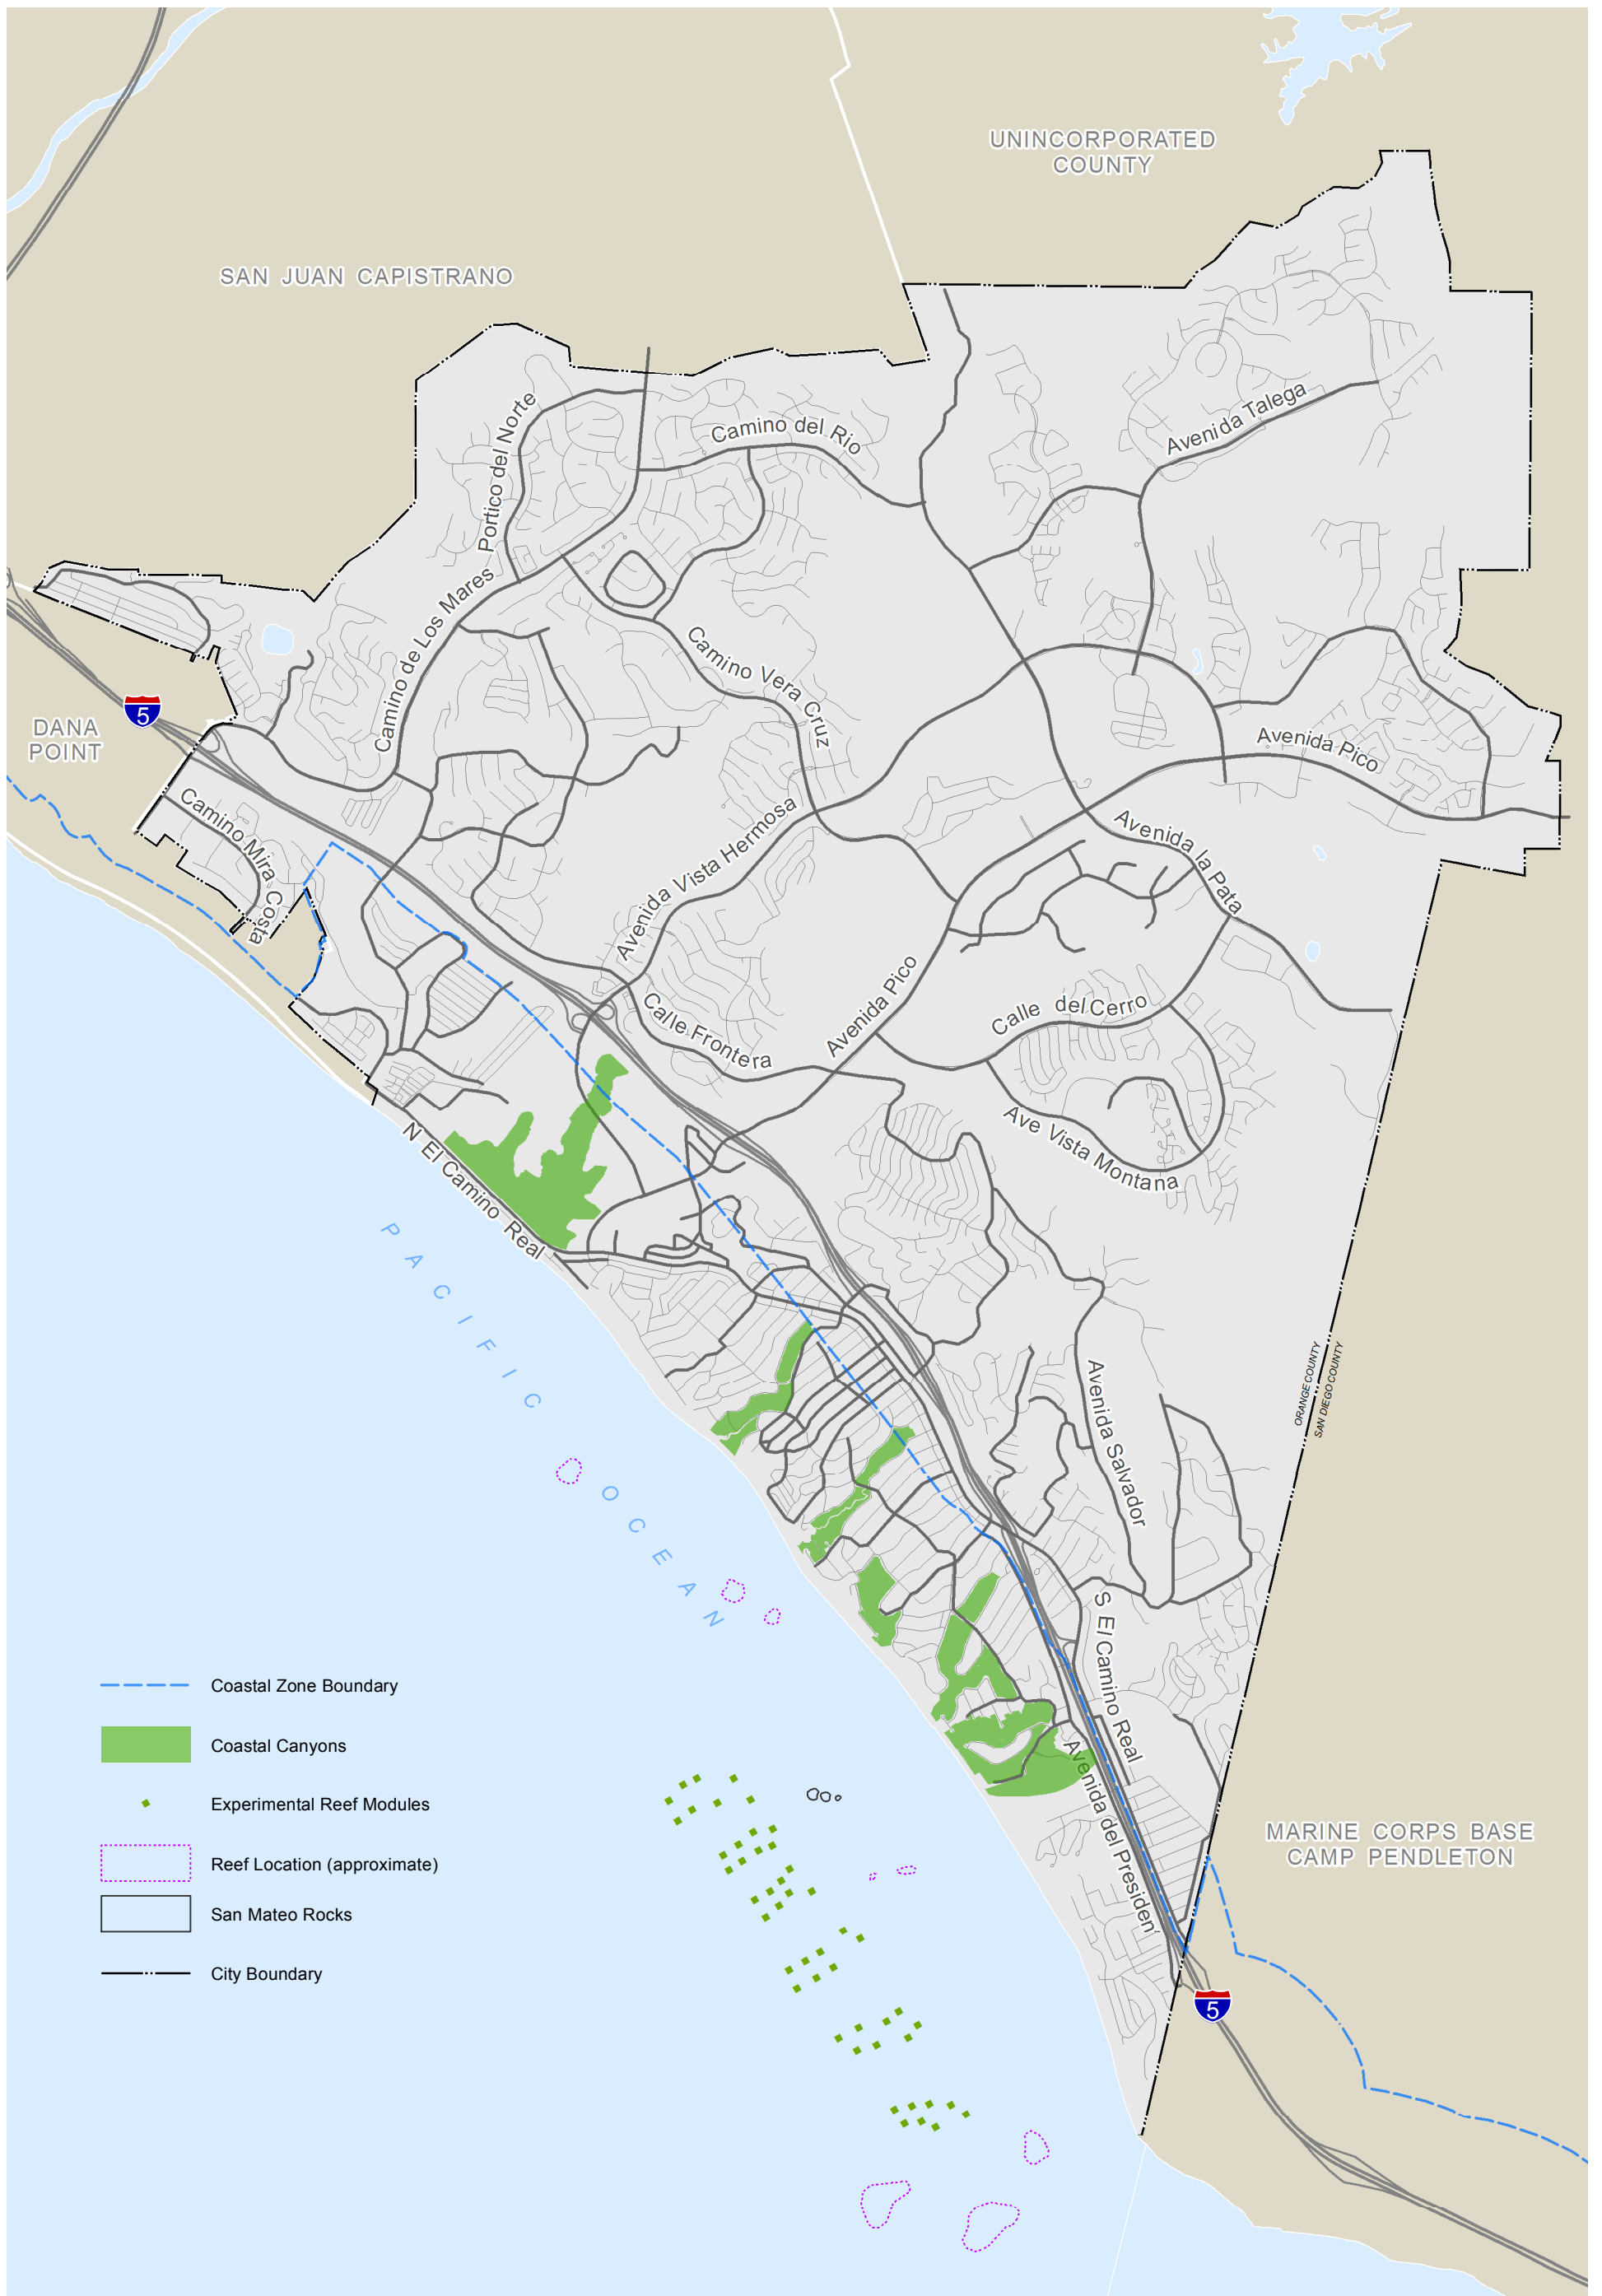 UNINCORPORATED
COUNTY
SAN JUAN CAPISTRANO
Portico del Norte
Camino del Rio
Avenida Talega
Camino de Los Mares
Camino Vera Cruz
5
DANA
POINT
Avenida Pico
Camino Mira Costa
Avenida Vista Hermosa
Avenida la Pata
Calle Frontera
Avenida Pico
Calle del Cerro
Ave Vista Montana
N El Camino Real
PACIFIC OCEAN
ORANGE COUNTY
SAN DIEGO COUNTY
Avenida Salvador
S El Camino Real
Avenida del Presiden
MARINE CORPS BASE
CAMP PENDLETON
5
Coastal Zone Boundary
Coastal Canyons
Experimental Reef Modules
Reef Location (approximate)
San Mateo Rocks
City Boundary